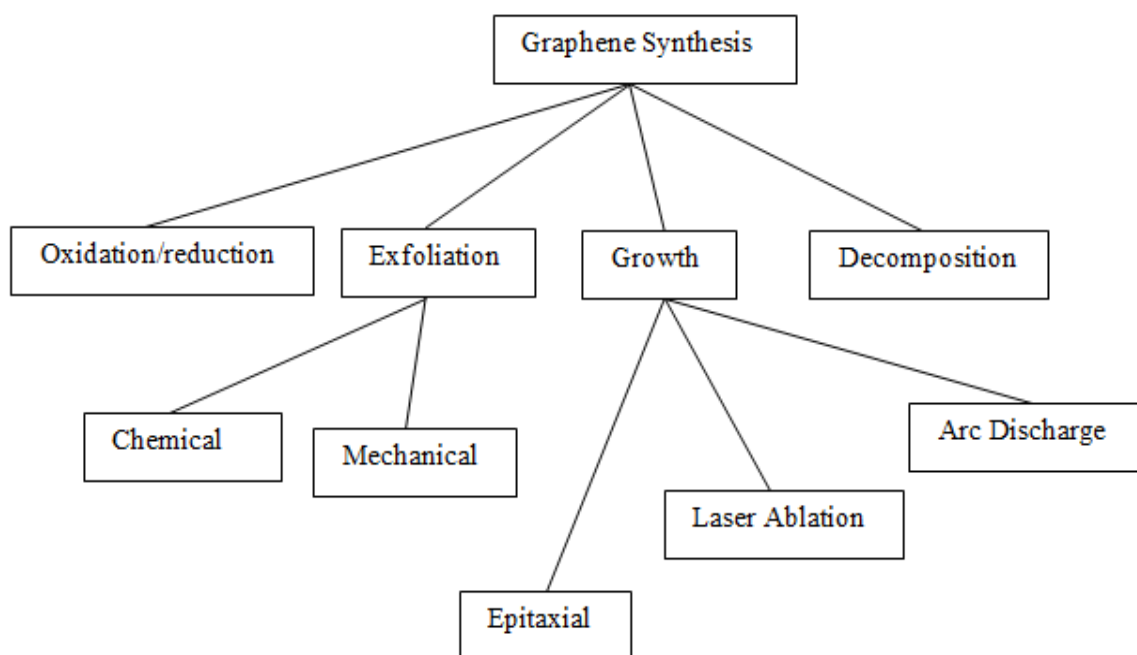 Graphene Synthesis
Oxidation/reduction
Exfoliation
Growth
Decomposition
Chemical
Mechanical
Arc Discharge
Laser Ablation
Epitaxial